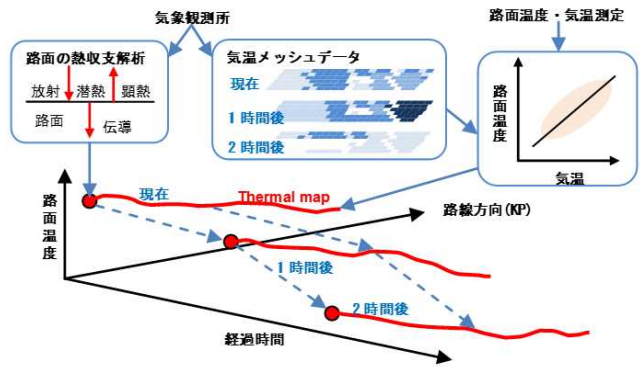 気象観測所
路面温度・気温測定
路面の熱収支解析
放射
潜熱
顕熱
路面
伝導
気温メッシュデータ
現在
1時間後
2時間後
路面温度
気温
路面温度
現在
Thermal map
路線方向(KP)
1時間後
2時間後
経過時間